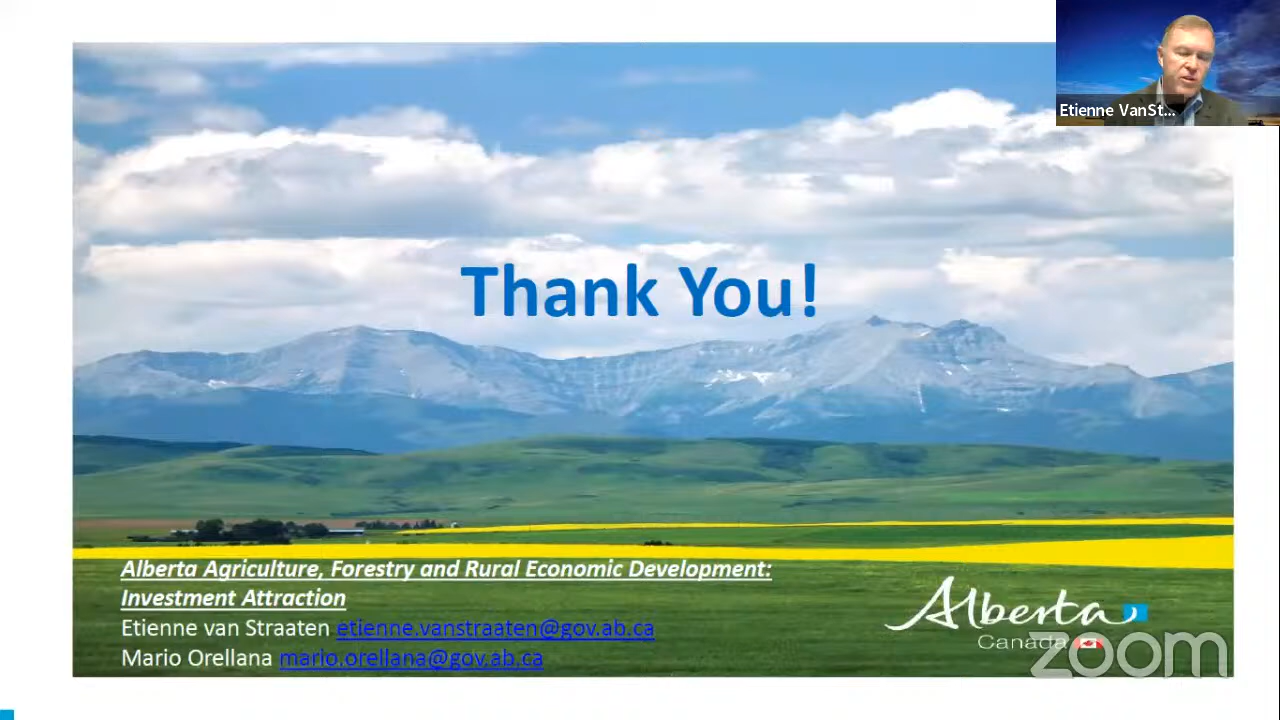 Etienne VanSt...
Thank You!
Alberta Agriculture, Forestry and Rural Economic Development:
Investment Attraction
Etienne van Straaten etienne.vanstraaten@gov.ab.ca
Mario Orellana mario.orellana@gov.ab.ca
Alberta
Canada
zoom